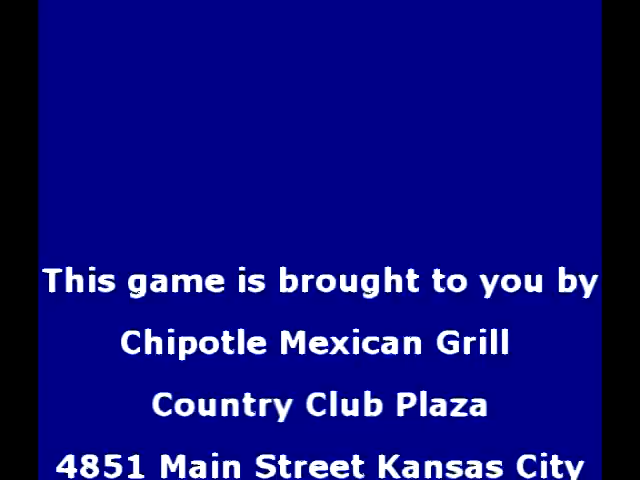 This game is brought to you by
Chipotle Mexican Grill
Country Club Plaza
4851 Main Street Kansas City